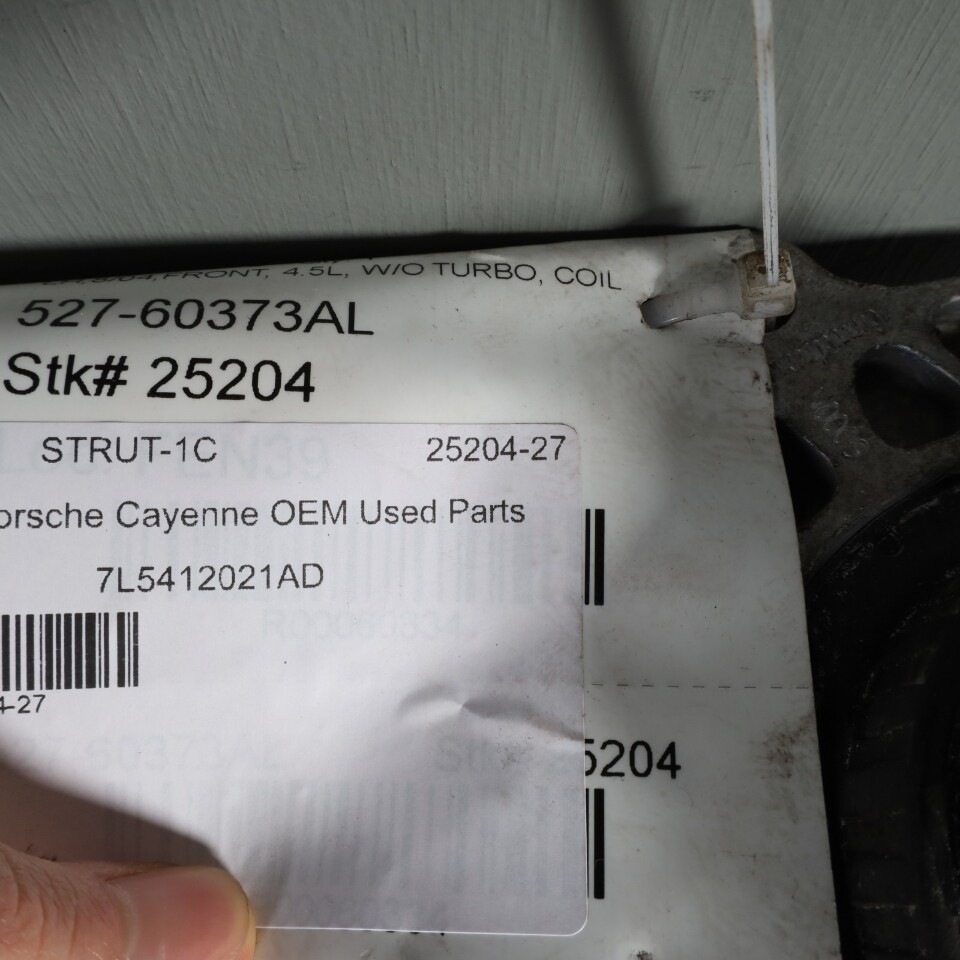 FRONT, 4.5L, W/O TURBO, COIL
527-60373AL
Stk# 25204
STRUT-1C 25204-27
orsche Cayenne OEM Used Parts
7L5412021AD
4-27
5204